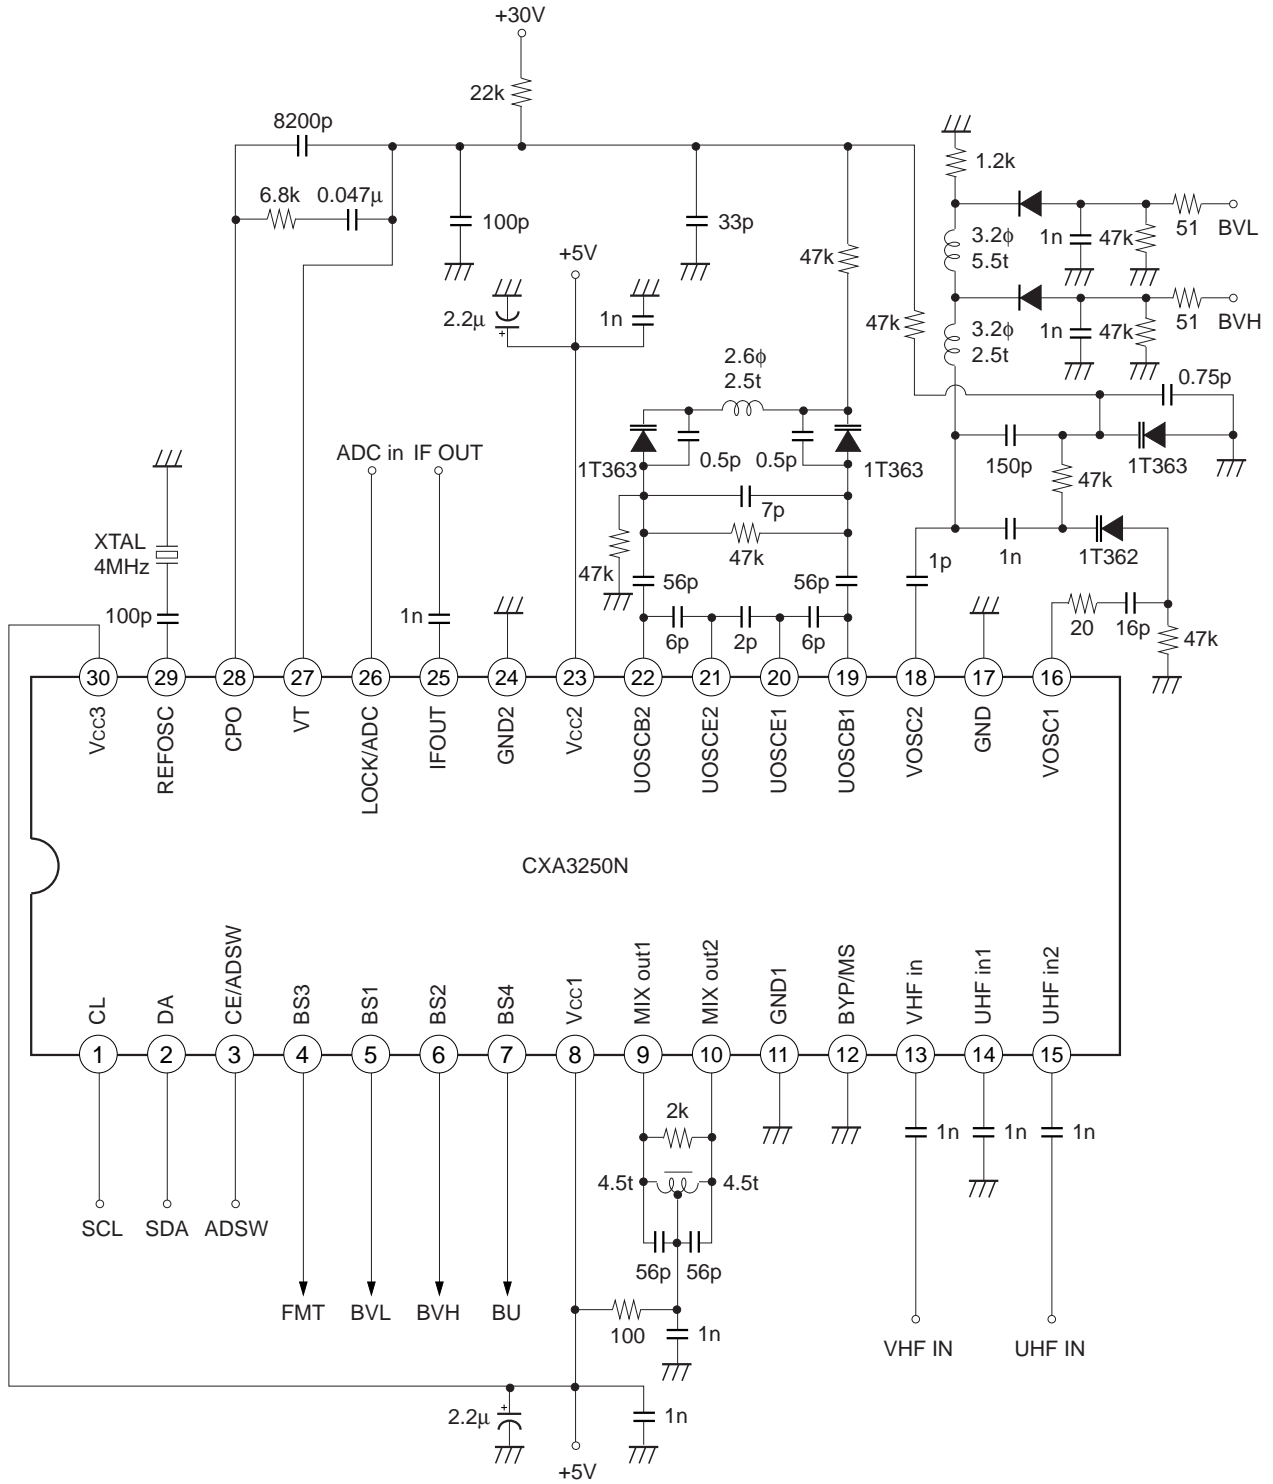 +30V
22k
8200p
6.8k
0.047μ
100p
33p
47k
47k
1.2k
3.2ϕ
5.5t
1n
47k
51
BVL
3.2ϕ
2.5t
1n
47k
51
BVH
+5V
2.2μ
+
1n
2.6ϕ
2.5t
0.75p
ADC in
IF OUT
1T363
0.5p
0.5p
1T363
150p
1T363
47k
XTAL
4MHz
7p
47k
47k
1n
1T362
1p
56p
56p
100p
1n
6p
2p
6p
20
16p
47k
30
29
28
27
26
25
24
23
22
21
20
19
18
17
16
Vcc3
REFOSC
CPO
VT
LOCK/ADC
IFOUT
GND2
Vcc2
UOSCB2
UOSCE2
UOSCE1
UOSCB1
VOSC2
GND
VOSC1
CXA3250N
CL
DA
CE/ADSW
BS3
BS1
BS2
BS4
Vcc1
MIX out1
MIX out2
GND1
BYP/MS
VHF in
UHF in1
UHF in2
1
2
3
4
5
6
7
8
9
10
11
12
13
14
15
2k
1n
1n
1n
4.5t
4.5t
SCL
SDA
ADSW
56p
56p
FMT
BVL
BVH
BU
100
1n
VHF IN
UHF IN
2.2μ
+
1n
+5V